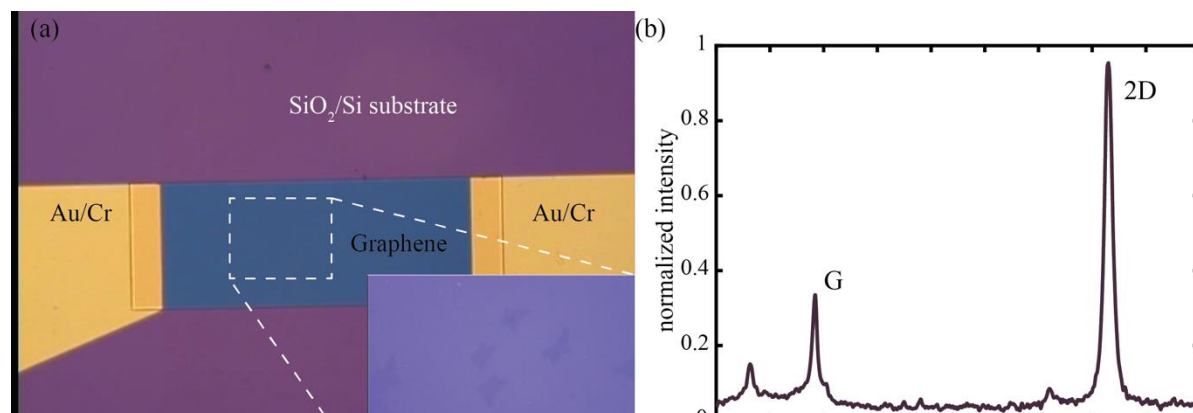 (a)
SiO₂/Si substrate
Au/Cr
Au/Cr
Graphene
(b)
normalized intensity
1
0.8
0.6
0.4
0.2
0
G
2D